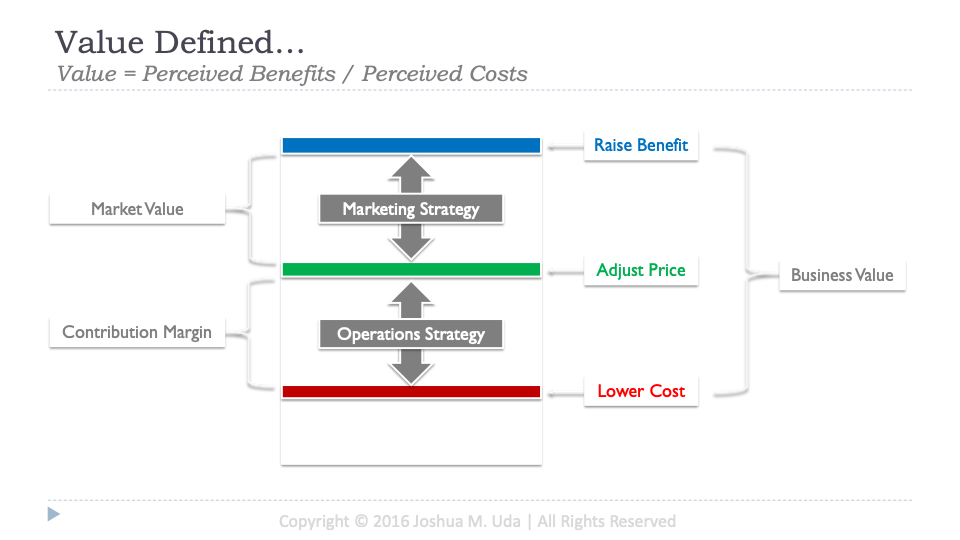 Value Defined…
Value = Perceived Benefits / Perceived Costs
Raise Benefit
Market Value
Marketing Strategy
Adjust Price
Business Value
Contribution Margin
Operations Strategy
Lower Cost
Copyright © 2016 Joshua M. Uda | All Rights Reserved